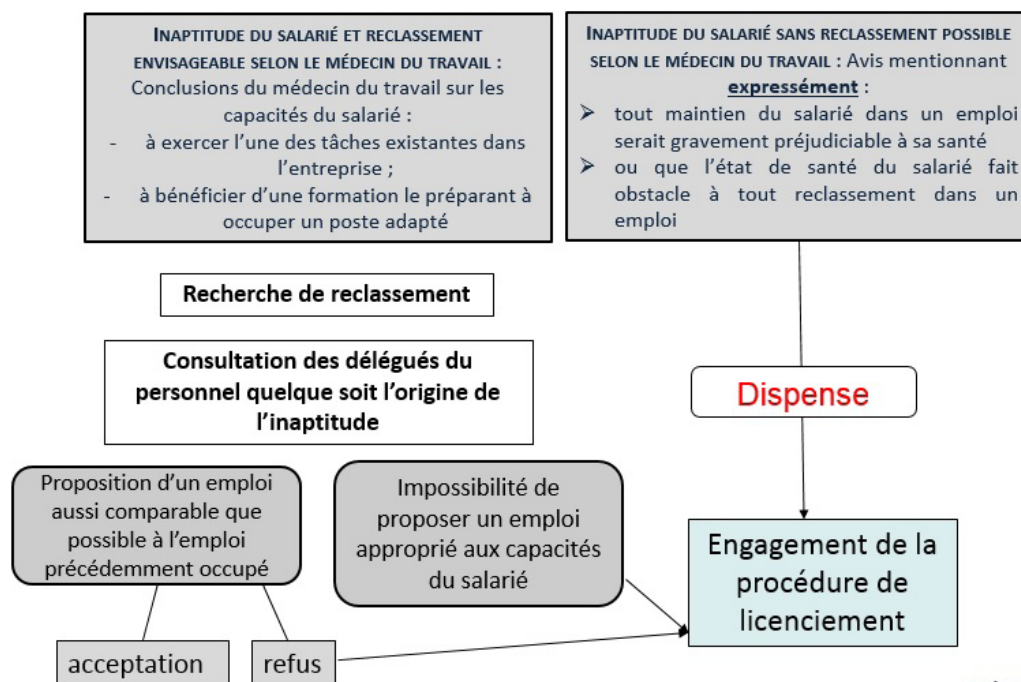 INAPTITUDE DU SALARIÉ ET RECLASSEMENT
ENVISAGEABLE SELON LE MÉDECIN DU TRAVAIL :
Conclusions du médecin du travail sur les
capacités du salarié :
- à exercer l’une des tâches existantes dans
l’entreprise ;
- à bénéficier d’une formation le préparant à
occuper un poste adapté
INAPTITUDE DU SALARIÉ SANS RECLASSEMENT POSSIBLE
SELON LE MÉDECIN DU TRAVAIL : Avis mentionnant
expressément :
➢ tout maintien du salarié dans un emploi
serait gravement préjudiciable à sa santé
➢ ou que l’état de santé du salarié fait
obstacle à tout reclassement dans un
emploi
Recherche de reclassement
Consultation des délégués du
personnel quelque soit l’origine de
l’inaptitude
Dispense
Proposition d’un emploi
aussi comparable que
possible à l’emploi
précédemment occupé
Impossibilité de
proposer un emploi
approprié aux capacités
du salarié
Engagement de la
procédure de
licenciement
acceptation
refus